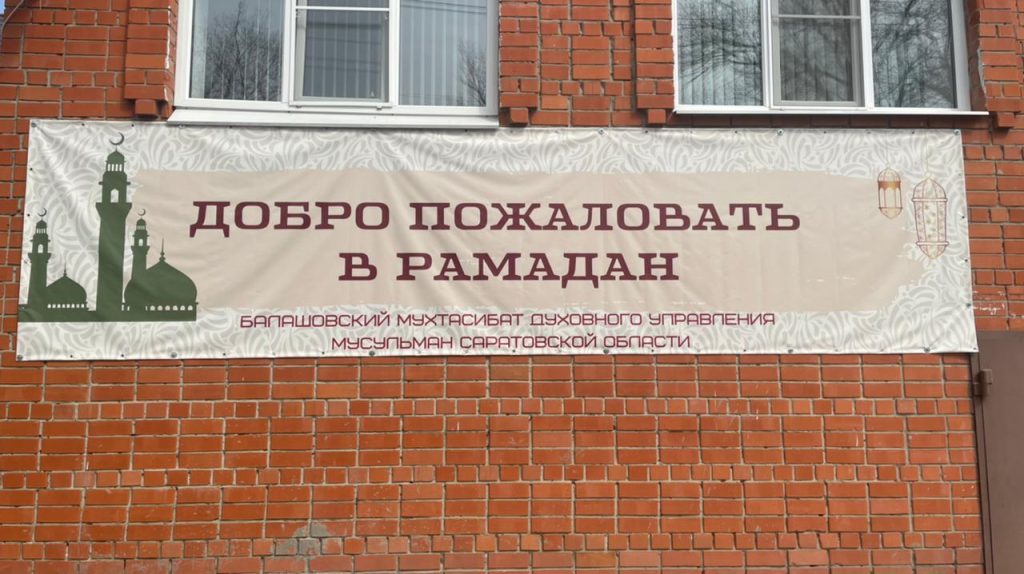 ДОБРО ПОЖАЛОВАТЬ
В РАМАДАН
БАЛАШОВСКИЙ МУХТАСИБАТ ДУХОВНОГО УПРАВЛЕНИЯ
МУСУЛЬМАН САРАТОВСКОЙ ОБЛАСТИ